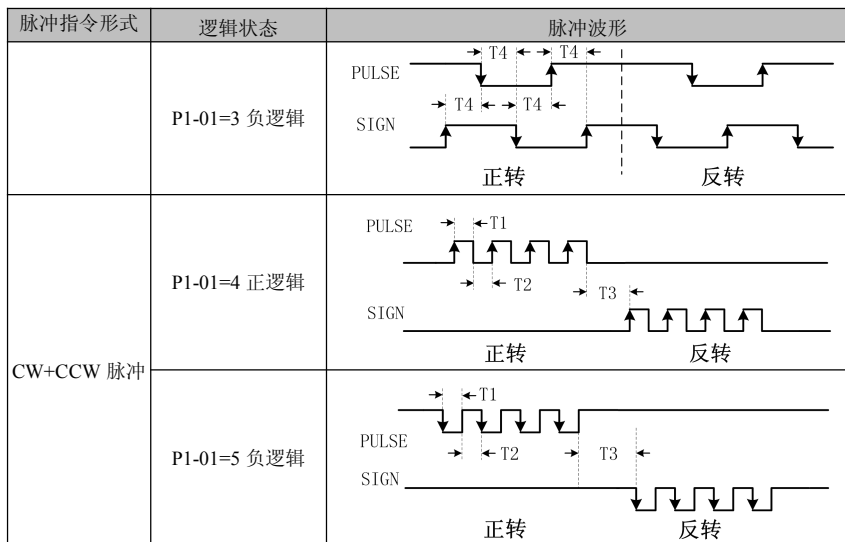 脉冲指令形式 逻辑状态 脉冲波形
P1-01=3 负逻辑
T4 T4
PULSE
T4 T4
SIGN
正转 反转
CW+CCW 脉冲
P1-01=4 正逻辑
PULSE T1
T2 T3
SIGN
正转 反转
P1-01=5 负逻辑
T1
PULSE T2 T3
SIGN
正转 反转